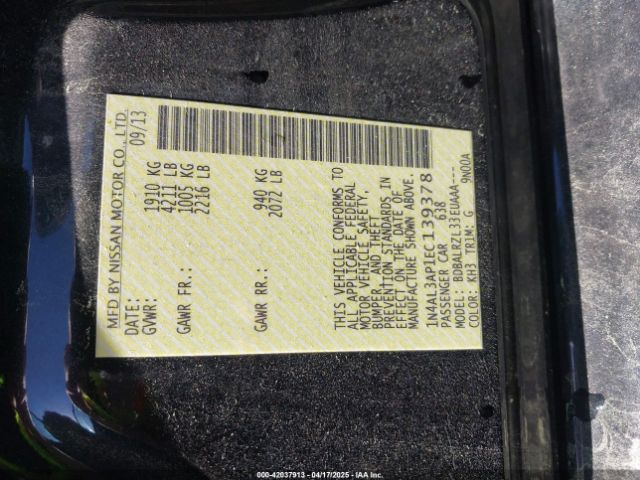 MFD BY NISSAN MOTOR CO., LTD.
DATE: 09/13
GVWR: 1910 KG
4211 LB
GAWR FR.: 1005 KG
2216 LB
GAWR RR.: 940 KG
2072 LB
THIS VEHICLE CONFORMS TO
ALL APPLICABLE FEDERAL
MOTOR VEHICLE SAFETY,
BUMPER, AND THEFT
PREVENTION STANDARDS IN
EFFECT ON THE DATE OF
MANUFACTURE SHOWN ABOVE.
1N4AL3AP1EC139378
PASSENGER CAR 638
MODEL: BDBALRZL33EUAAA---
COLOR: KH3 TRIM: G 9N00A
000-42037913 - 04/17/2025 - IAA Inc.